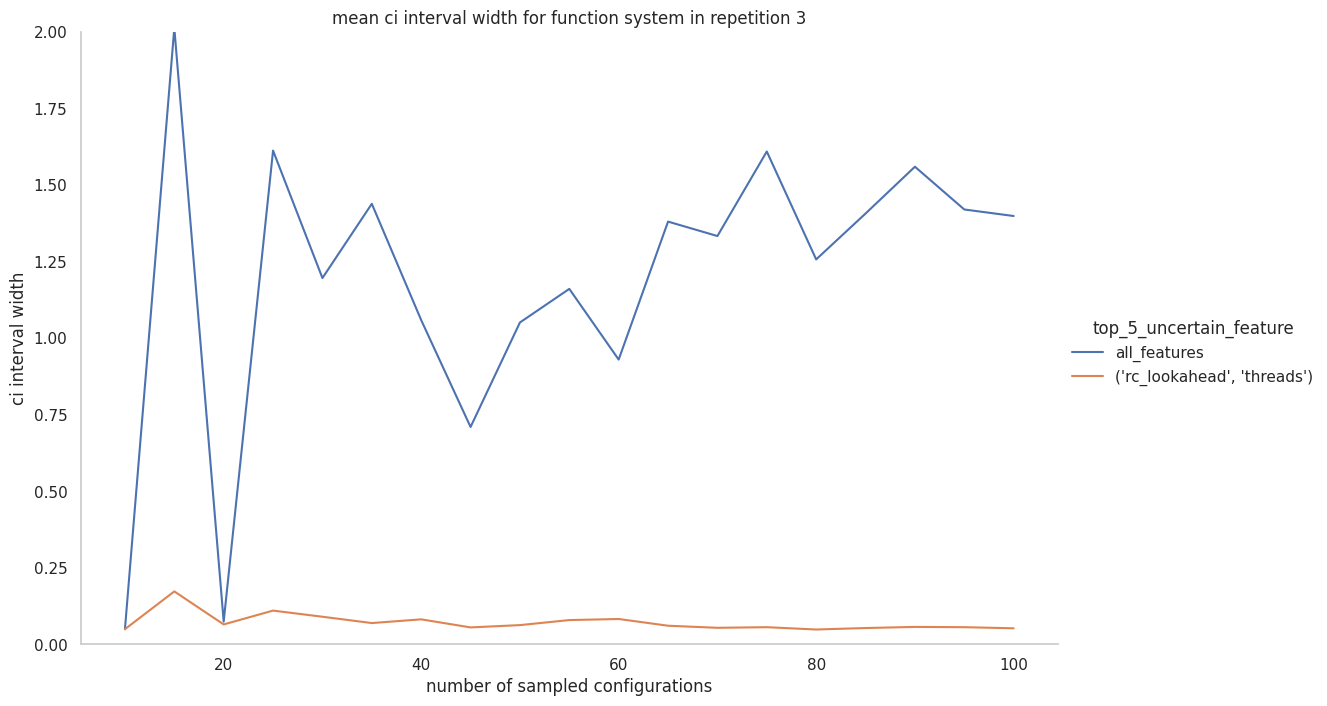 mean ci interval width for function system in repetition 3
2.00
1.75
1.50
1.25
1.00
0.75
0.50
0.25
0.00
ci interval width
20
40
60
80
100
number of sampled configurations
top_5_uncertain_feature
all_features
('rc_lookahead', 'threads')